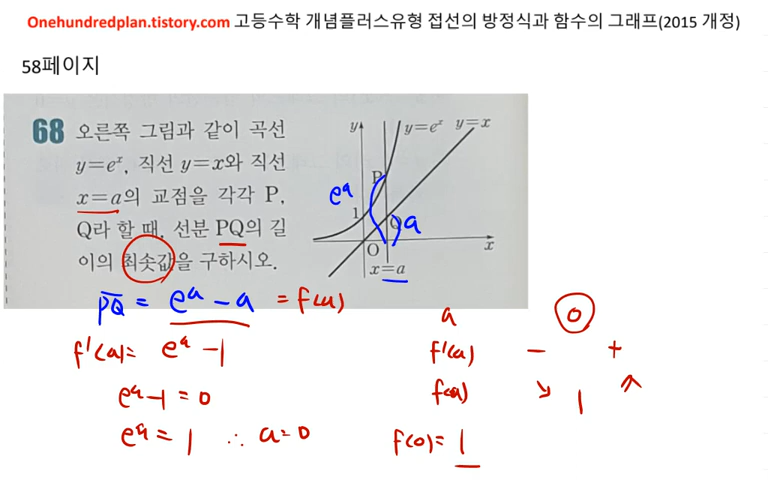 Onehundredplan.tistory.com 고등수학 개념플러스유형 접선의 방정식과 함수의 그래프(2015 개정)
58페이지
68 오른쪽 그림과 같이 곡선
y=e^x, 직선 y=x와 직선
x=a의 교점을 각각 P,
Q라 할 때, 선분 PQ의 길
이의 최솟값을 구하시오.
y y=e^x y=x
P
e^a
1
Q a
O x
x=a
PQ = e^a - a = f(a)
f'(a) = e^a - 1
e^a - 1 = 0
e^a = 1 ∴ a = 0
a 0
f'(a) - +
f(a) ↘ 1 ↗
f(0) = 1